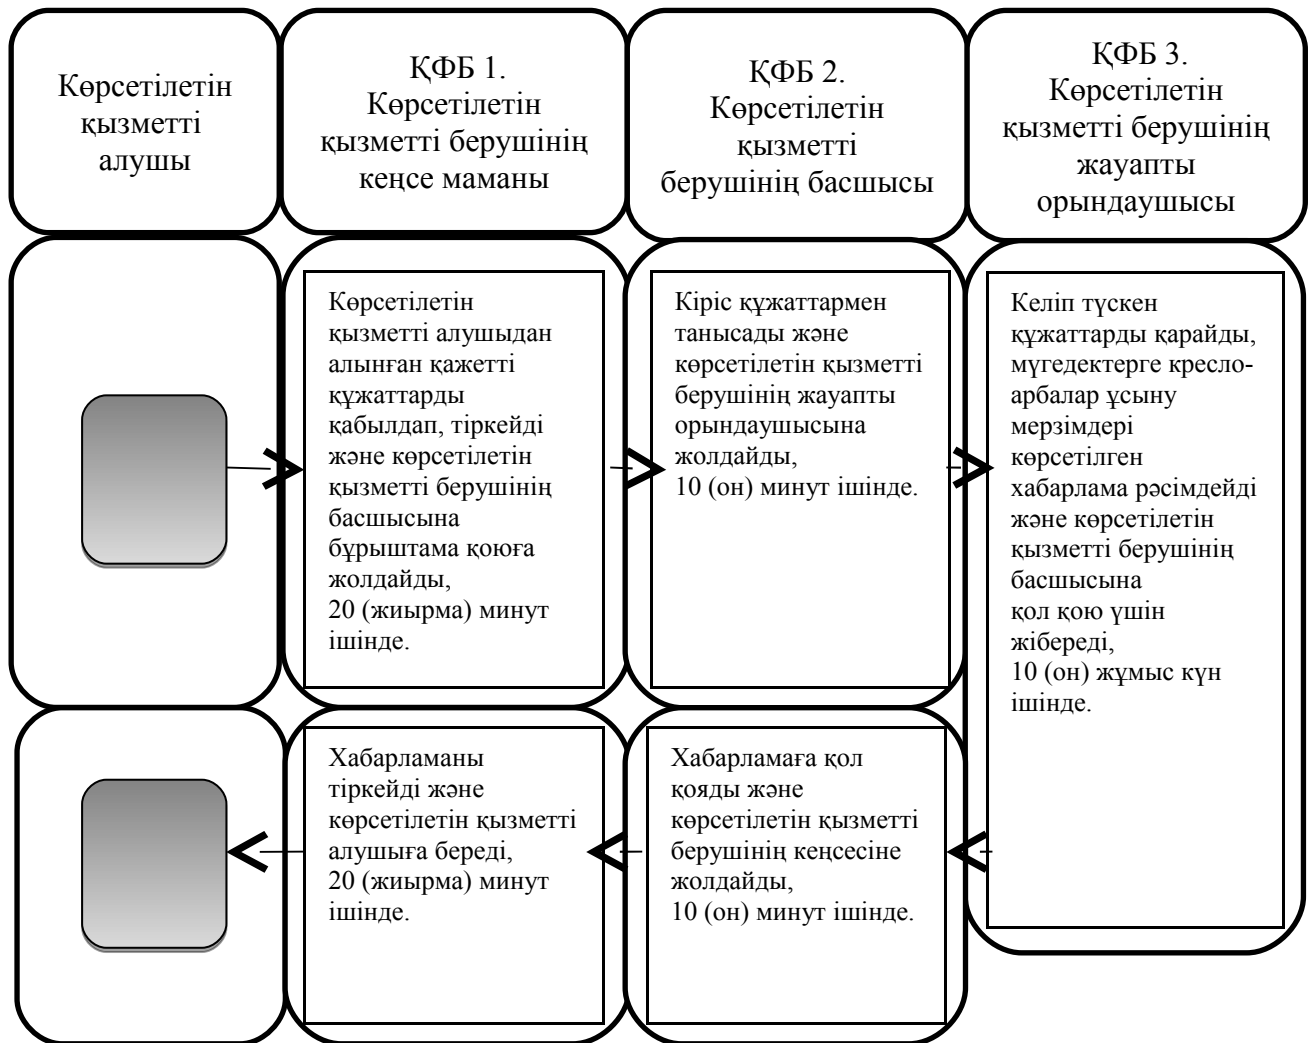 Көрсетілетін
қызметті
алушы
ҚФБ 1.
Көрсетілетін
қызметті берушінің
кеңсе маманы
ҚФБ 2.
Көрсетілетін
қызметті
берушінің басшысы
ҚФБ 3.
Көрсетілетін
қызметті берушінің
жауапты
орындаушысы
Көрсетілетін
қызметті алушыдан
алынған қажетті
құжаттарды
қабылдап, тіркейді
және көрсетілетін
қызметті берушінің
басшысына
бұрыштама қоюға
жолдайды,
20 (жиырма) минут
ішінде.
Кіріс құжаттармен
танысады және
көрсетілетін қызметті
берушінің жауапты
орындаушысына
жолдайды,
10 (он) минут ішінде.
Келіп түскен
құжаттарды қарайды,
мүгедектерге кресло-
арбалар ұсыну
мерзімдері
көрсетілген
хабарлама рәсімдейді
және көрсетілетін
қызметті берушінің
басшысына
қол қою үшін
жібереді,
10 (он) жұмыс күн
ішінде.
Хабарламаны
тіркейді және
көрсетілетін қызметті
алушыға береді,
20 (жиырма) минут
ішінде.
Хабарламаға қол
қояды және
көрсетілетін қызметті
берушінің кеңсесіне
жолдайды,
10 (он) минут ішінде.